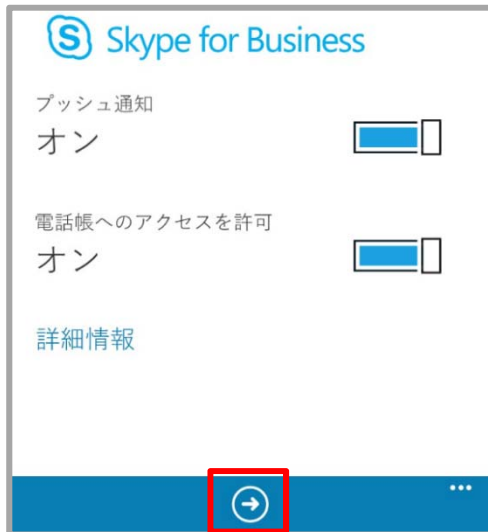 Skype for Business
プッシュ通知
オン
電話帳へのアクセスを許可
オン
詳細情報